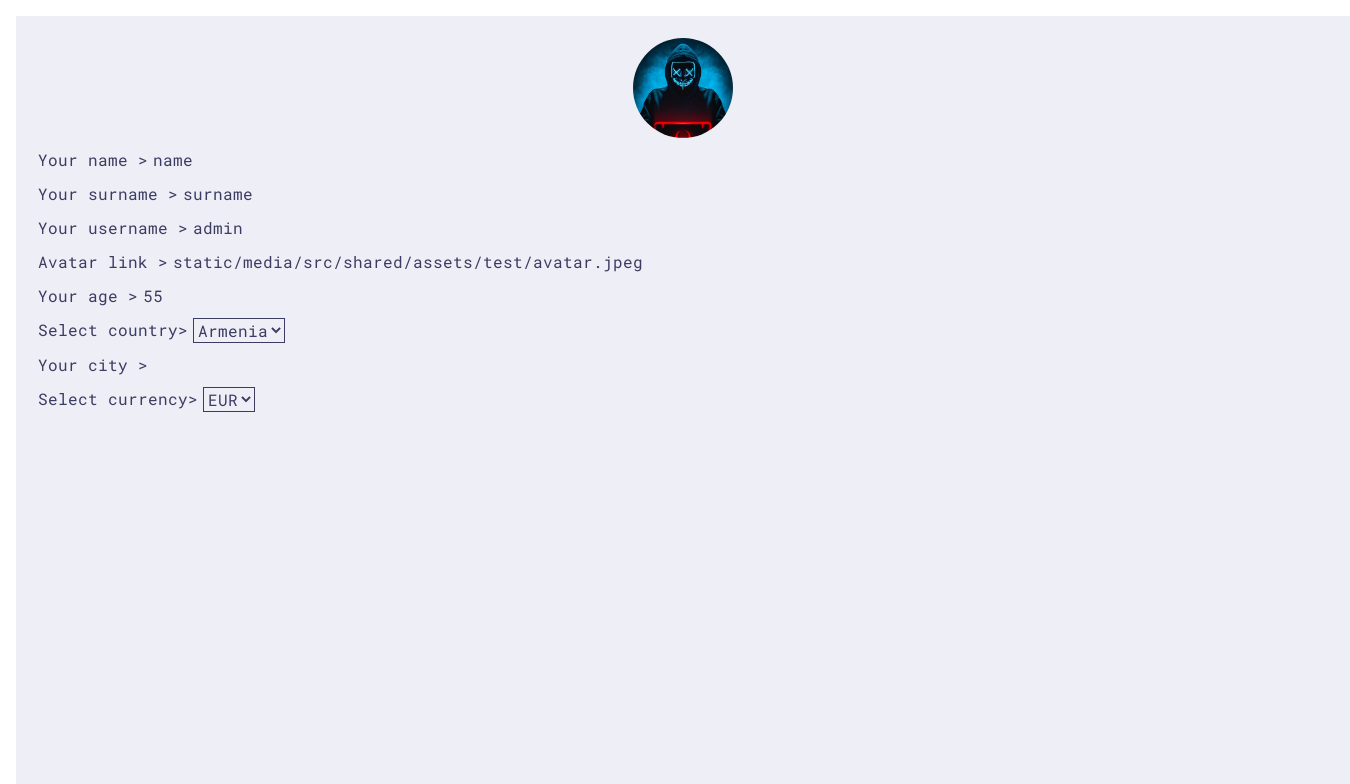 Your name > name
Your surname > surname
Your username > admin
Avatar link > static/media/src/shared/assets/test/avatar.jpeg
Your age > 55
Select country> Armenia
Your city >
Select currency> EUR